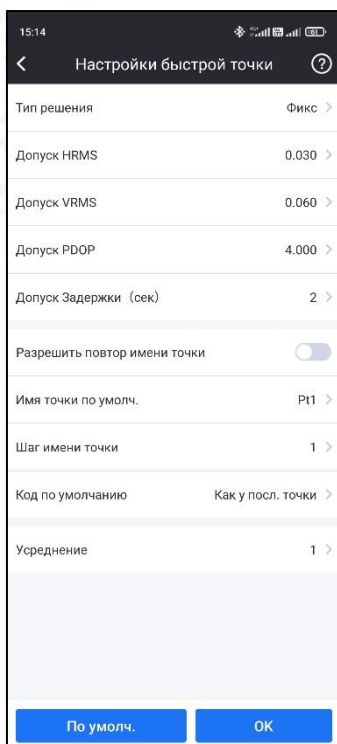 15:14
Настройки быстрой точки
Тип решения Фикс
Допуск HRMS 0.030
Допуск VRMS 0.060
Допуск PDOP 4.000
Допуск Задержки (сек) 2
Разрешить повтор имени точки
Имя точки по умолч. Pt1
Шаг имени точки 1
Код по умолчанию Как у посл. точки
Усреднение 1
По умолч. OK